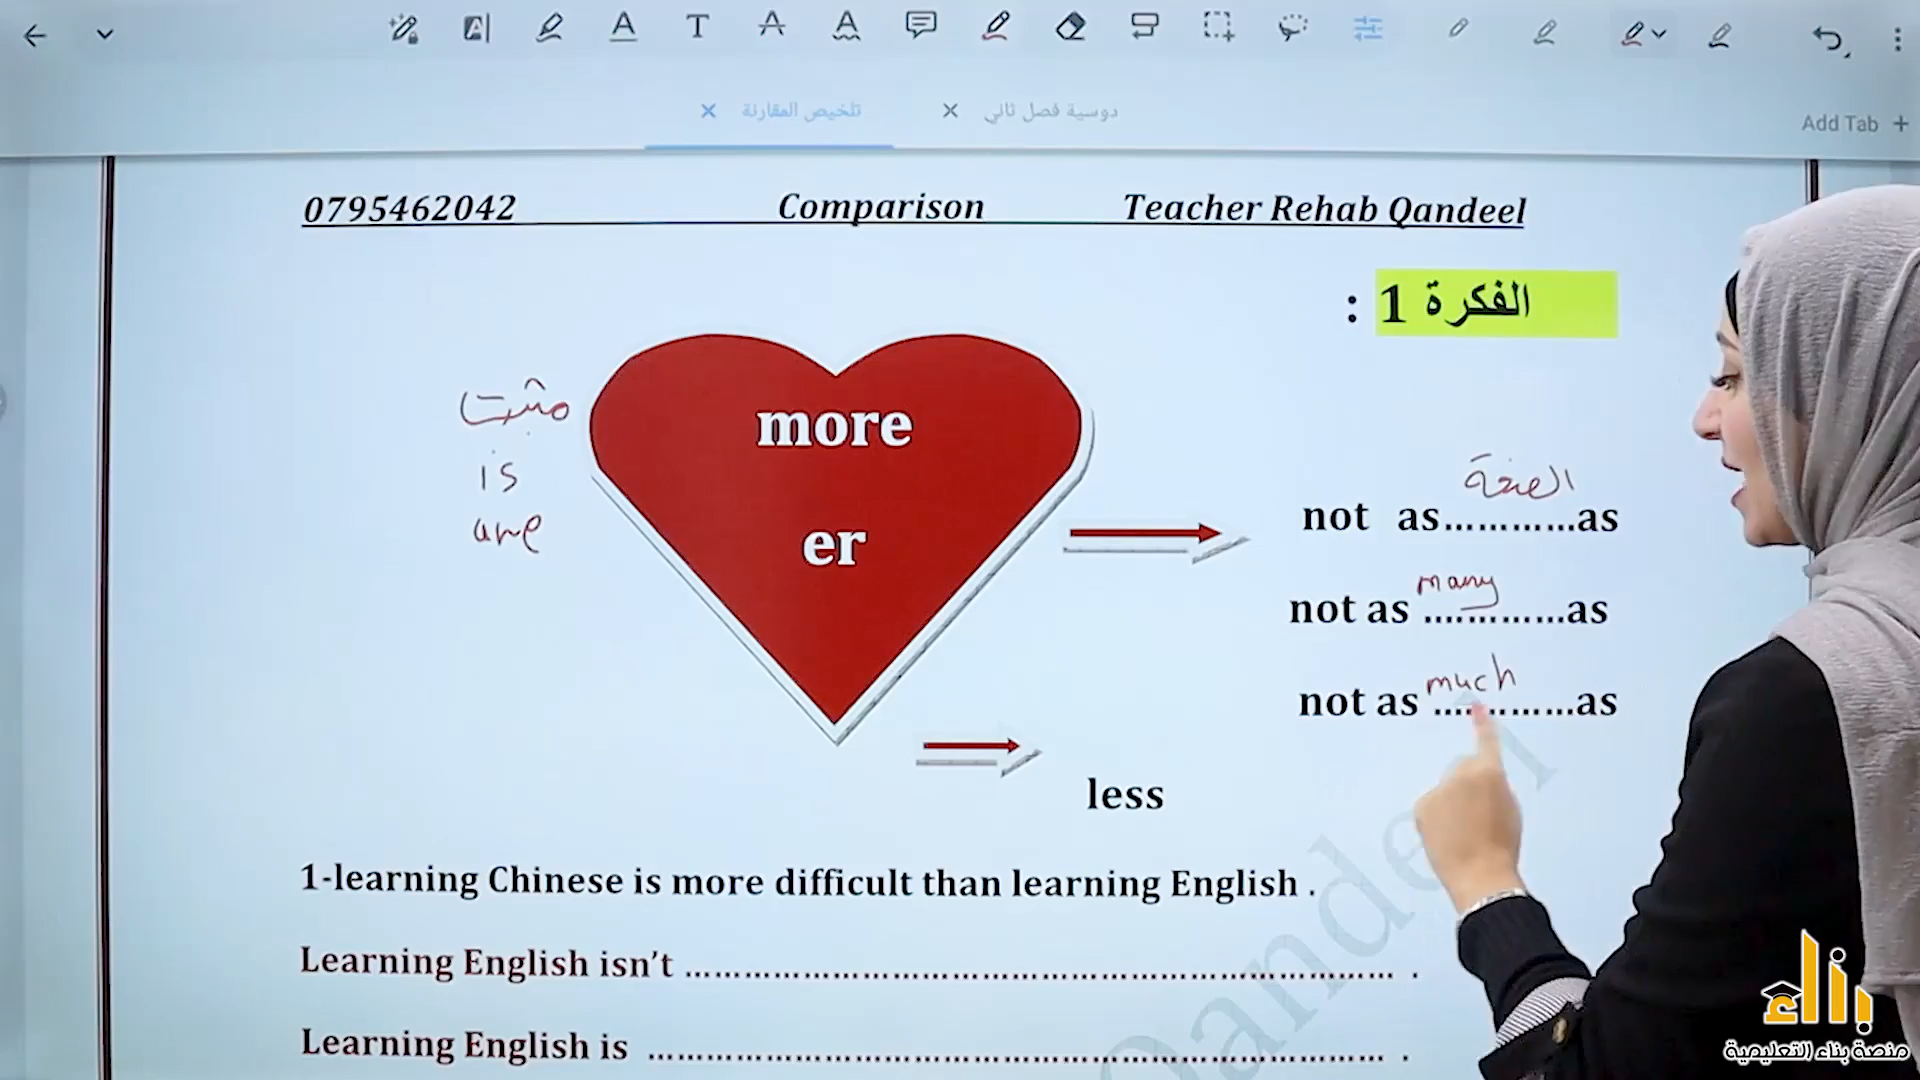 تلخيص المقارنة
دوسية فصل ثاني
Add Tab +
0795462042 Comparison Teacher Rehab Qandeel
الفكرة 1 :
مثبت
is
are
more
er
الصفة
not as............as
many
not as ............as
much
not as ............as
less
1-learning Chinese is more difficult than learning English .
Learning English isn't ........................................................................ .
Learning English is ........................................................................ .
Qandeel
بناء
منصة بناء التعليمية